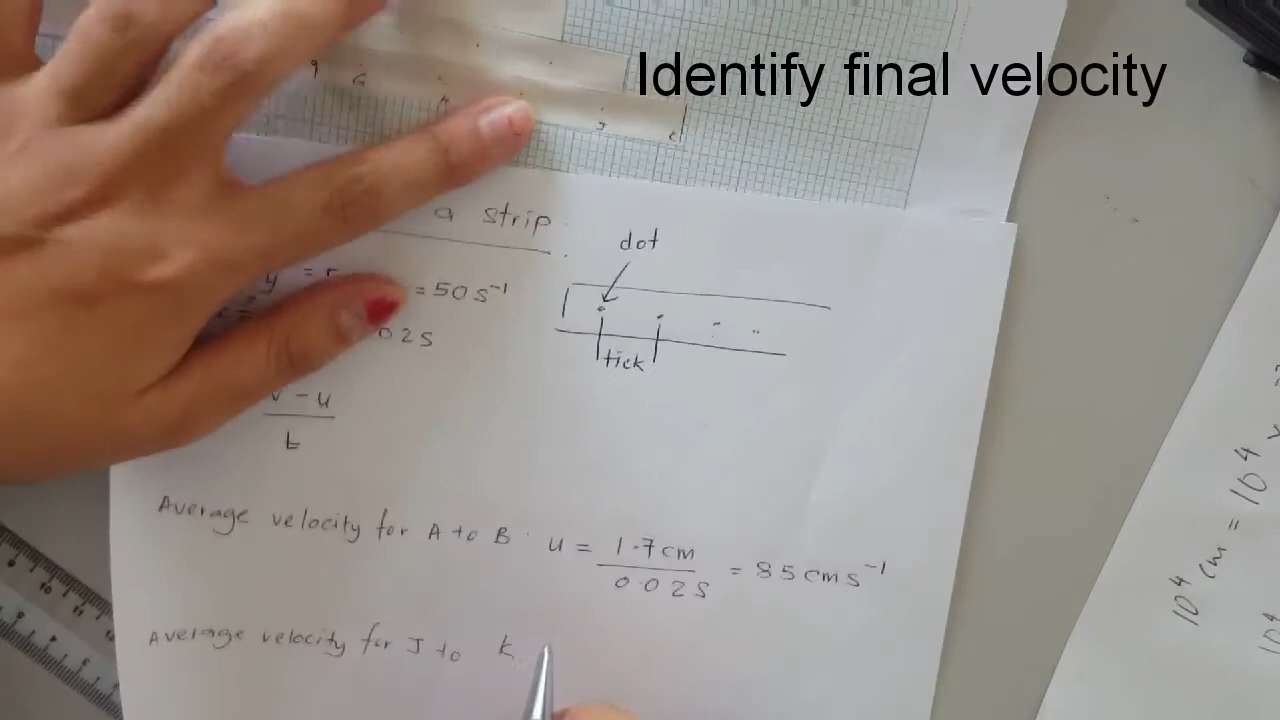 Identify final velocity
G
J
K
a strip.
dot
= 50 s⁻¹
02 s
tick
v - u
t
Average velocity for A to B u = 1.7 cm / 0.02 s = 85 cm s⁻¹
Average velocity for J to K
10⁴ cm = 10⁴ x
10⁴